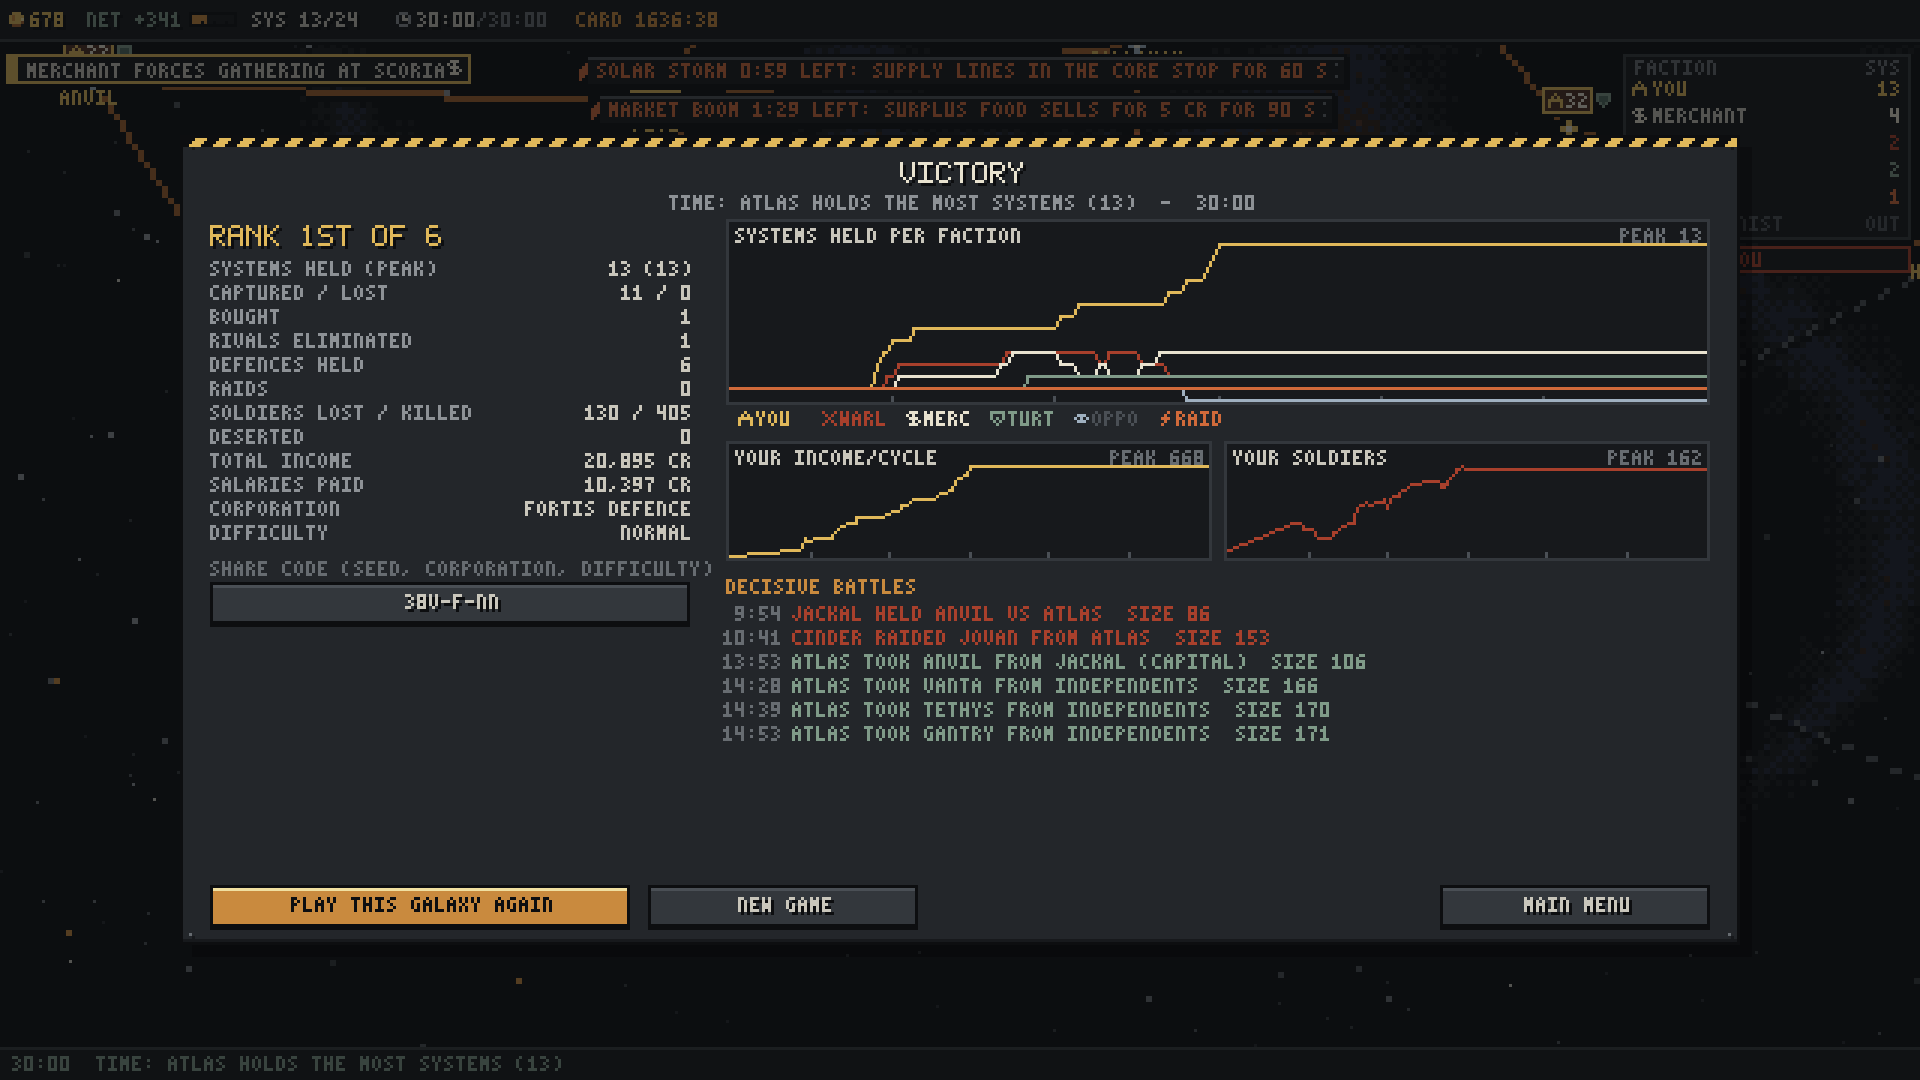 678 NET +341 SYS 13/24 30:00/30:00 CARD 1636:38
MERCHANT FORCES GATHERING AT SCORIA
SOLAR STORM 0:59 LEFT: SUPPLY LINES IN THE CORE STOP FOR 60 S
MARKET BOOM 1:29 LEFT: SURPLUS FOOD SELLS FOR 5 CR FOR 90 S
ANVIL
32
FACTION SYS
YOU 13
MERCHANT 4
2
2
1
OUT
VICTORY
TIME: ATLAS HOLDS THE MOST SYSTEMS (13) - 30:00
RANK 1ST OF 6
SYSTEMS HELD (PEAK) 13 (13)
CAPTURED / LOST 11 / 0
BOUGHT 1
RIVALS ELIMINATED 1
DEFENCES HELD 6
RAIDS 0
SOLDIERS LOST / KILLED 130 / 405
DESERTED 0
TOTAL INCOME 20,895 CR
SALARIES PAID 10,397 CR
CORPORATION FORTIS DEFENCE
DIFFICULTY NORMAL
SHARE CODE (SEED, CORPORATION, DIFFICULTY)
38V-F-NN
SYSTEMS HELD PER FACTION PEAK 13
YOU WARL MERC TURT OPPO RAID
YOUR INCOME/CYCLE PEAK 668
YOUR SOLDIERS PEAK 162
DECISIVE BATTLES
9:54 JACKAL HELD ANVIL VS ATLAS SIZE 86
10:41 CINDER RAIDED JOVAN FROM ATLAS SIZE 153
13:53 ATLAS TOOK ANVIL FROM JACKAL (CAPITAL) SIZE 106
14:28 ATLAS TOOK VANTA FROM INDEPENDENTS SIZE 166
14:39 ATLAS TOOK TETHYS FROM INDEPENDENTS SIZE 170
14:53 ATLAS TOOK GANTRY FROM INDEPENDENTS SIZE 171
PLAY THIS GALAXY AGAIN
NEW GAME
MAIN MENU
30:00 TIME: ATLAS HOLDS THE MOST SYSTEMS (13)